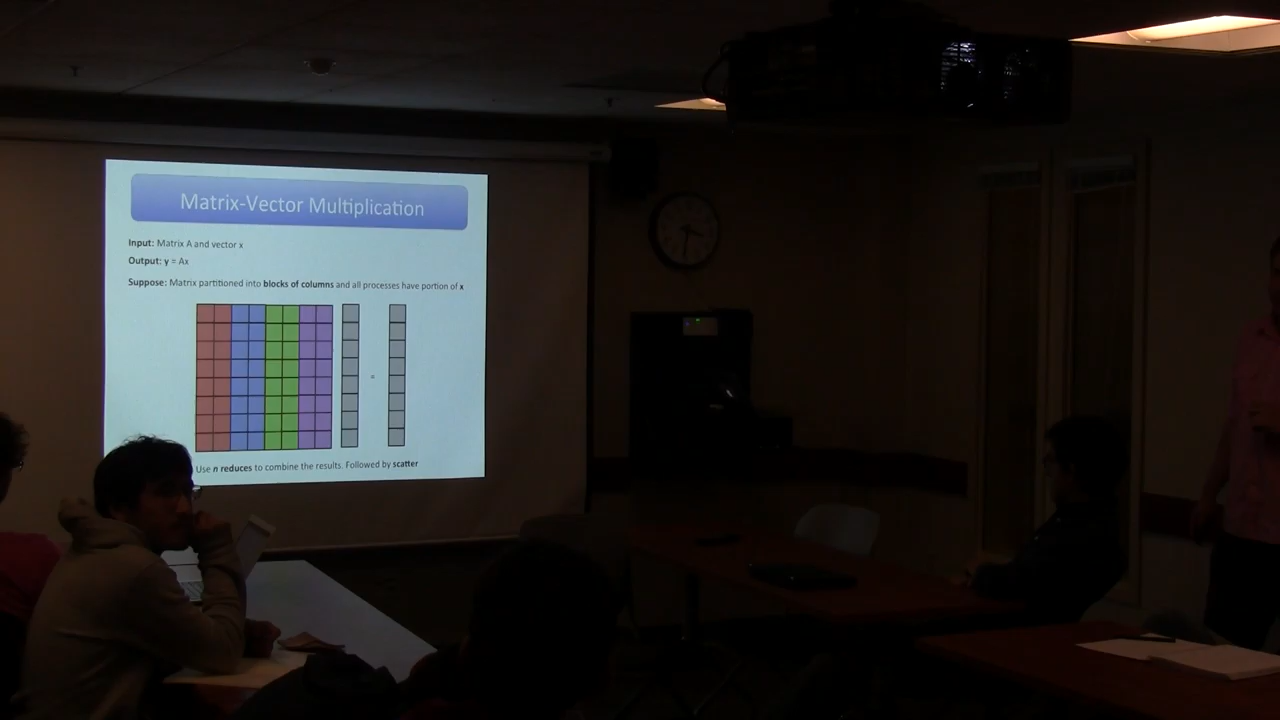 Matrix-Vector Multiplication
Input: Matrix A and vector x
Output: y = Ax
Suppose: Matrix partitioned into blocks of columns and all processes have portion of x
=
Use n reduces to combine the results. Followed by scatter